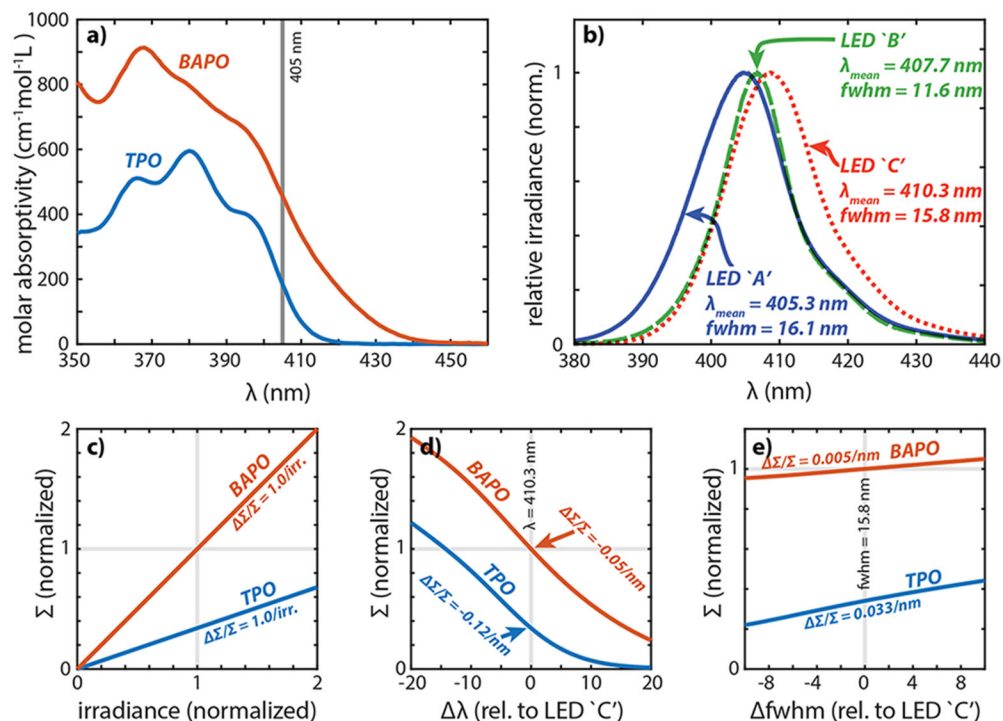 a)
molar absorptivity (cm⁻¹mol⁻¹L)
1000
800
600
400
200
0
BAPO
TPO
405 nm
350
370
390
410
430
450
λ (nm)
b)
relative irradiance (norm.)
1
0
LED `B'
λmean = 407.7 nm
fwhm = 11.6 nm
LED `C'
λmean = 410.3 nm
fwhm = 15.8 nm
LED `A'
λmean = 405.3 nm
fwhm = 16.1 nm
380
390
400
410
420
430
440
λ (nm)
c)
Σ (normalized)
2
1
0
BAPO
ΔΣ/Σ = 1.0/irr.
TPO
ΔΣ/Σ = 1.0/irr.
0
1
2
irradiance (normalized)
d)
Σ (normalized)
2
1
0
BAPO
λ = 410.3 nm
ΔΣ/Σ = -0.05/nm
TPO
ΔΣ/Σ = -0.12/nm
-20
-10
0
10
20
Δλ (rel. to LED `C')
e)
Σ (normalized)
1
0
ΔΣ/Σ = 0.005/nm
BAPO
fwhm = 15.8 nm
TPO
ΔΣ/Σ = 0.033/nm
-8
-4
0
4
8
Δfwhm (rel. to LED `C')